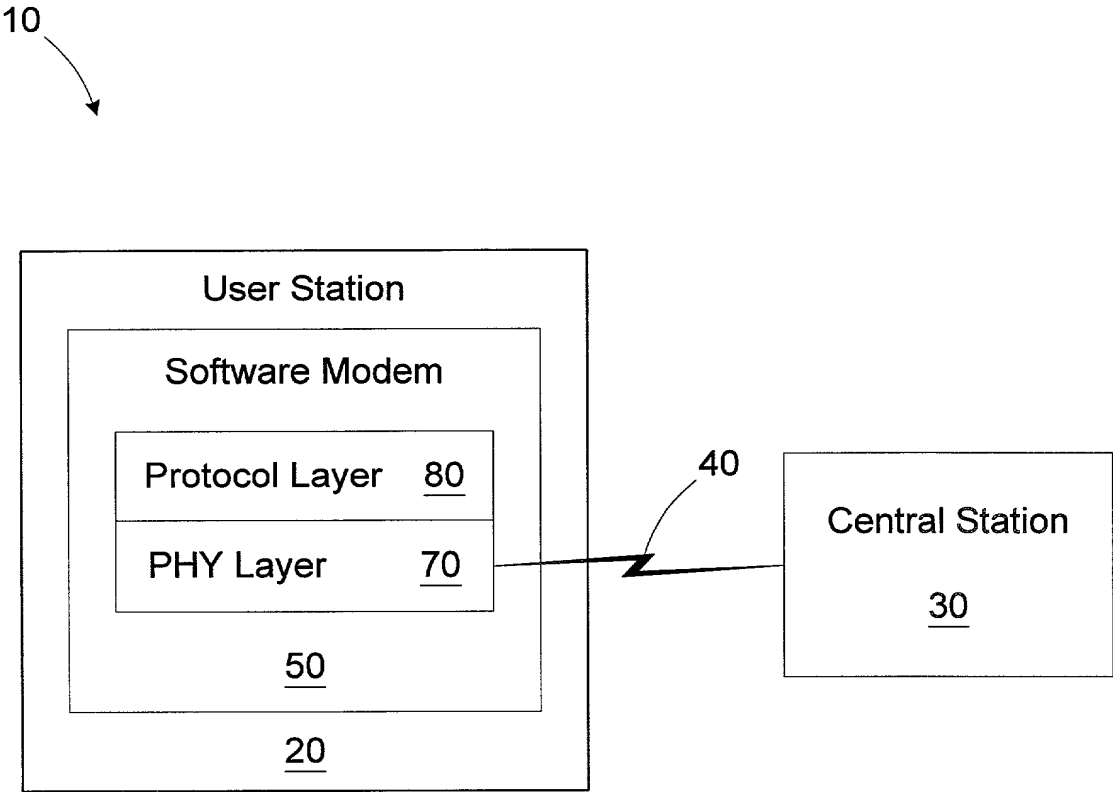 10
User Station
Software Modem
Protocol Layer 80
PHY Layer 70
50
20
40
Central Station
30